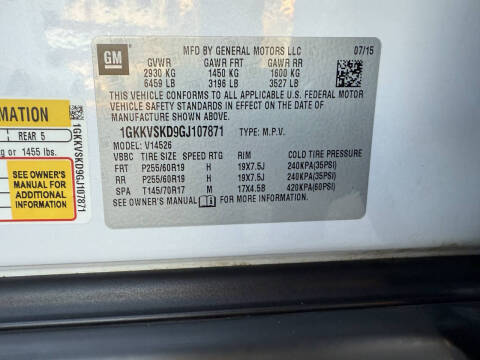 GM
MFD BY GENERAL MOTORS LLC 07/15
GVWR GAWR FRT GAWR RR
2930 KG 1450 KG 1600 KG
6459 LB 3196 LB 3527 LB
THIS VEHICLE CONFORMS TO ALL APPLICABLE U.S. FEDERAL MOTOR
VEHICLE SAFETY STANDARDS IN EFFECT ON THE DATE OF
MANUFACTURE SHOWN ABOVE.
1GKKVSKD9GJ107871 TYPE: M.P.V.
MODEL: V14526
VBBC TIRE SIZE SPEED RTG RIM COLD TIRE PRESSURE
FR P255/60R19 H 19X7.5J 240KPA(35PSI)
RR P255/60R19 H 19X7.5J 240KPA(35PSI)
SPA T145/70R17 M 17X4.5B 420KPA(60PSI)
SEE OWNER'S MANUAL FOR MORE INFORMATION.
MATION
REAR 5
g or 1455 lbs.
SEE OWNER'S
MANUAL FOR
ADDITIONAL
INFORMATION
1GKKVSKD9GJ107871